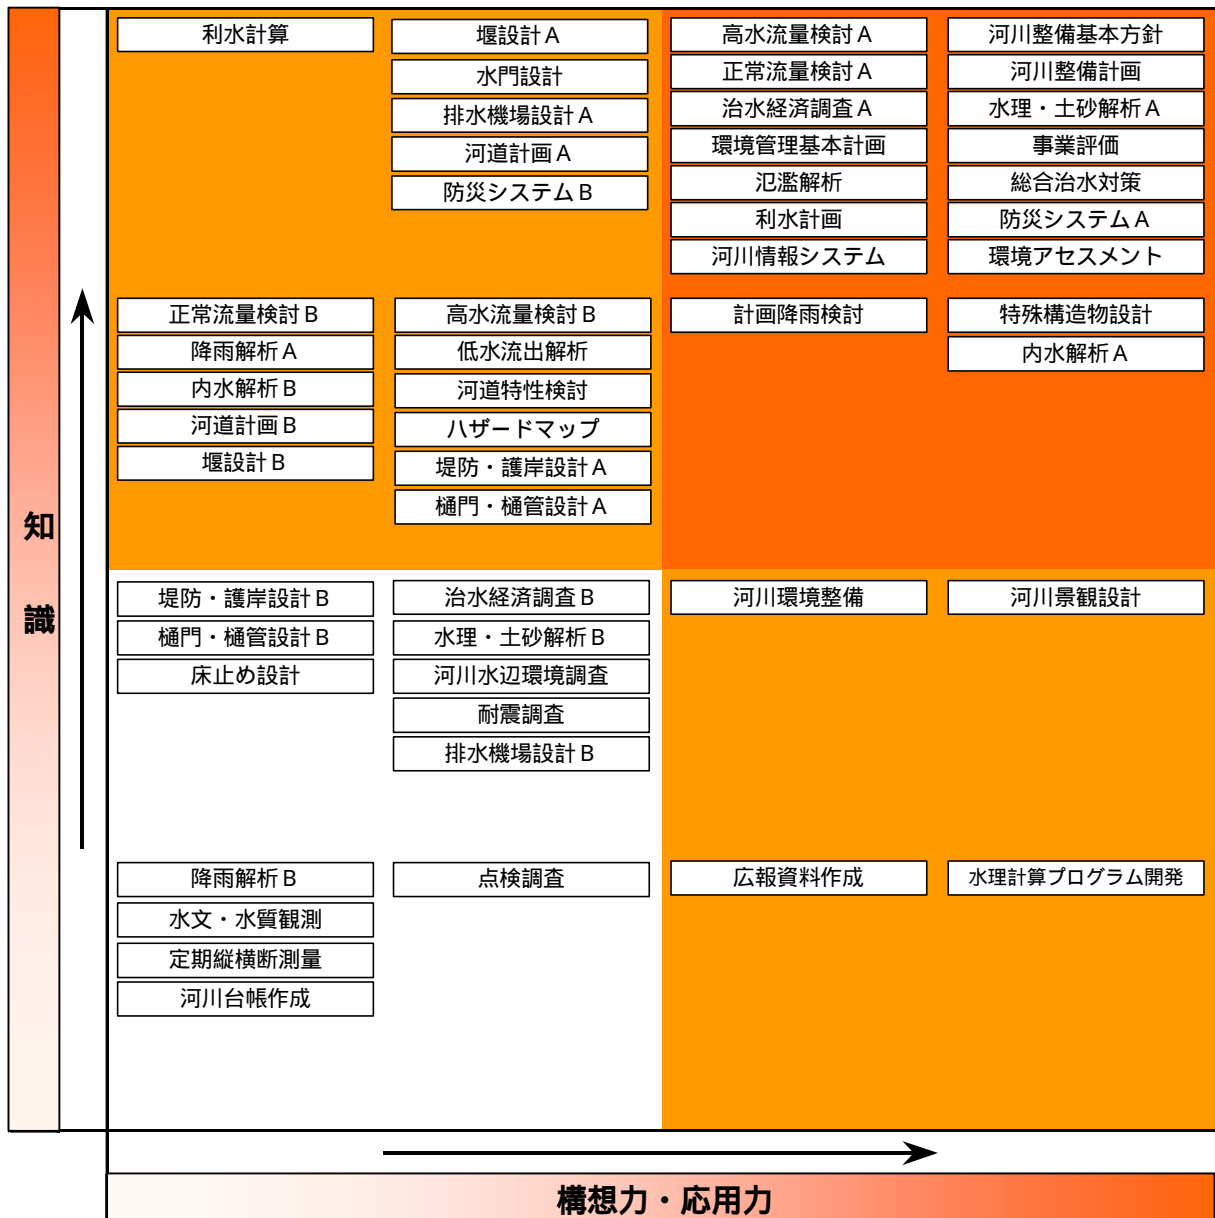 利水計算
堰設計A
水門設計
排水機場設計A
河道計画A
防災システムB
高水流量検討A
正常流量検討A
治水経済調査A
環境管理基本計画
氾濫解析
利水計画
河川情報システム
河川整備基本方針
河川整備計画
水理・土砂解析A
事業評価
総合治水対策
防災システムA
環境アセスメント
正常流量検討B
降雨解析A
内水解析B
河道計画B
堰設計B
高水流量検討B
低水流出解析
河道特性検討
ハザードマップ
堤防・護岸設計A
樋門・樋管設計A
計画降雨検討
特殊構造物設計
内水解析A
知
識
堤防・護岸設計B
樋門・樋管設計B
床止め設計
治水経済調査B
水理・土砂解析B
河川水辺環境調査
耐震調査
排水機場設計B
河川環境整備
河川景観設計
降雨解析B
水文・水質観測
定期縦横断測量
河川台帳作成
点検調査
広報資料作成
水理計算プログラム開発
構想力・応用力